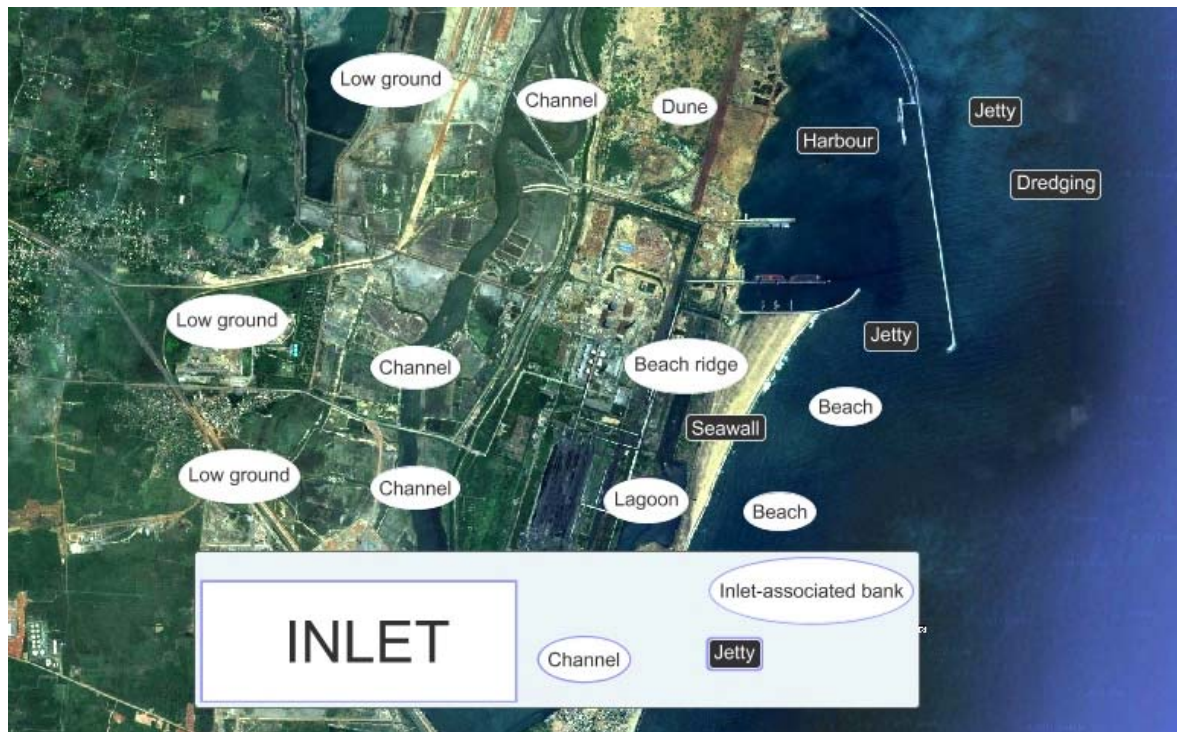 Low ground
Channel
Dune
Jetty
Harbour
Dredging
Low ground
Jetty
Channel
Beach ridge
Beach
Seawall
Low ground
Channel
Lagoon
Beach
Inlet-associated bank
INLET
Channel
Jetty